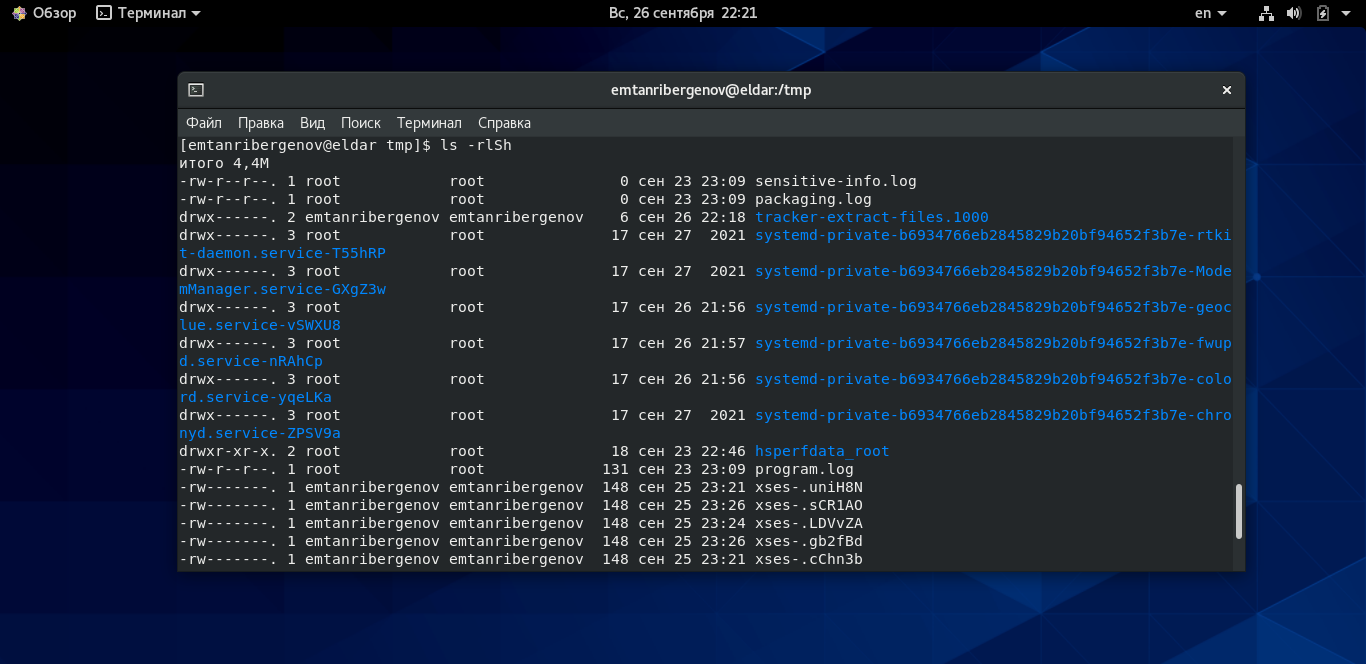 Обзор Терминал Вс, 26 сентября 22:21 en
emtanribergenov@eldar:/tmp
Файл Правка Вид Поиск Терминал Справка
[emtanribergenov@eldar tmp]$ ls -rlSh
итого 4,4M
-rw-r--r--. 1 root            root               0 сен 23 23:09 sensitive-info.log
-rw-r--r--. 1 root            root               0 сен 23 23:09 packaging.log
drwx------. 2 emtanribergenov emtanribergenov    6 сен 26 22:18 tracker-extract-files.1000
drwx------. 3 root            root              17 сен 27  2021 systemd-private-b6934766eb2845829b20bf94652f3b7e-rtki
t-daemon.service-T55hRP
drwx------. 3 root            root              17 сен 27  2021 systemd-private-b6934766eb2845829b20bf94652f3b7e-Mode
mManager.service-GXgZ3w
drwx------. 3 root            root              17 сен 26 21:56 systemd-private-b6934766eb2845829b20bf94652f3b7e-geoc
lue.service-vSWXU8
drwx------. 3 root            root              17 сен 26 21:57 systemd-private-b6934766eb2845829b20bf94652f3b7e-fwup
d.service-nRAhCp
drwx------. 3 root            root              17 сен 26 21:56 systemd-private-b6934766eb2845829b20bf94652f3b7e-colo
rd.service-yqeLKa
drwx------. 3 root            root              17 сен 27  2021 systemd-private-b6934766eb2845829b20bf94652f3b7e-chro
nyd.service-ZPSV9a
drwxr-xr-x. 2 root            root              18 сен 23 22:46 hsperfdata_root
-rw-r--r--. 1 root            root             131 сен 23 23:09 program.log
-rw-------. 1 emtanribergenov emtanribergenov  148 сен 25 23:21 xses-.uniH8N
-rw-------. 1 emtanribergenov emtanribergenov  148 сен 25 23:26 xses-.sCR1AO
-rw-------. 1 emtanribergenov emtanribergenov  148 сен 25 23:24 xses-.LDVvZA
-rw-------. 1 emtanribergenov emtanribergenov  148 сен 25 23:26 xses-.gb2fBd
-rw-------. 1 emtanribergenov emtanribergenov  148 сен 25 23:21 xses-.cChn3b